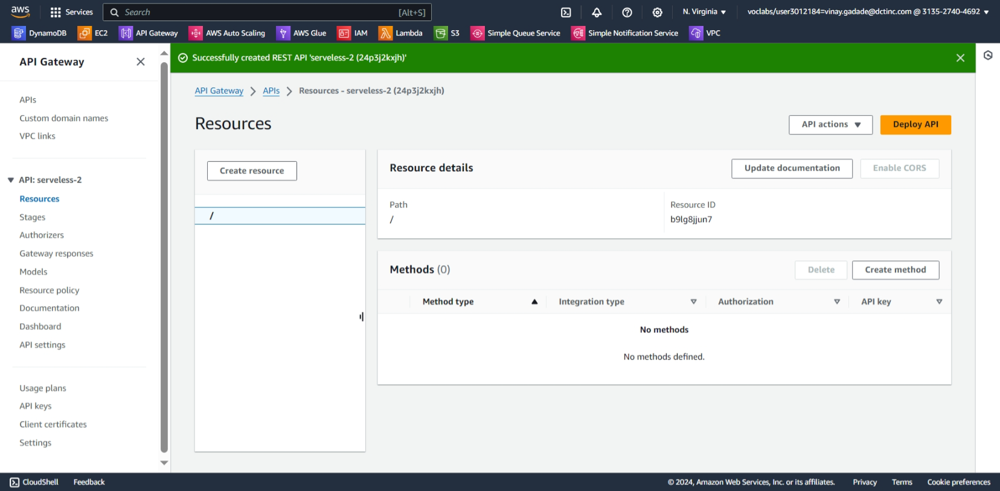 aws Services Search [Alt+S] N. Virginia voclabs/user3012184=vinay.gadade@dctinc.com @ 3135-2740-4692
DynamoDB EC2 API Gateway AWS Auto Scaling AWS Glue IAM Lambda S3 Simple Queue Service Simple Notification Service VPC
API Gateway
APIs
Custom domain names
VPC links
API: serveless-2
Resources
Stages
Authorizers
Gateway responses
Models
Resource policy
Documentation
Dashboard
API settings
Usage plans
API keys
Client certificates
Settings
Successfully created REST API 'serveless-2 (24p3j2kxjh)'
API Gateway APIs Resources - serveless-2 (24p3j2kxjh)
Resources
API actions Deploy API
Create resource
/
Resource details Update documentation Enable CORS
Path Resource ID
/ b9lg8jjun7
Methods (0) Delete Create method
Method type Integration type Authorization API key
No methods
No methods defined.
CloudShell Feedback © 2024, Amazon Web Services, Inc. or its affiliates. Privacy Terms Cookie preferences